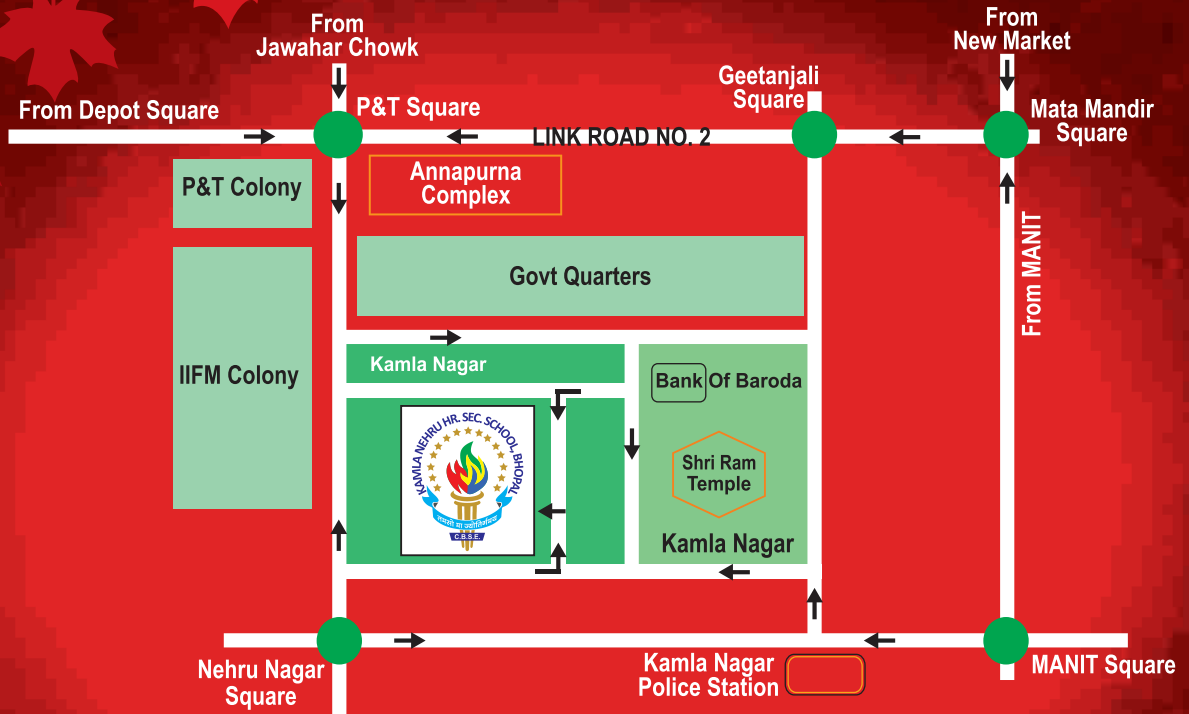 From
Jawahar Chowk
From
New Market
Geetanjali
Square
From Depot Square
P&T Square
Mata Mandir
Square
LINK ROAD NO. 2
P&T Colony
Annapurna
Complex
From MANIT
Govt Quarters
IIFM Colony
Kamla Nagar
Bank Of Baroda
KAMLA NEHRU HR. SEC. SCHOOL, BHOPAL
तमसो मा ज्योतिर्गमय
C.B.S.E.
Shri Ram
Temple
Kamla Nagar
Nehru Nagar
Square
Kamla Nagar
Police Station
MANIT Square